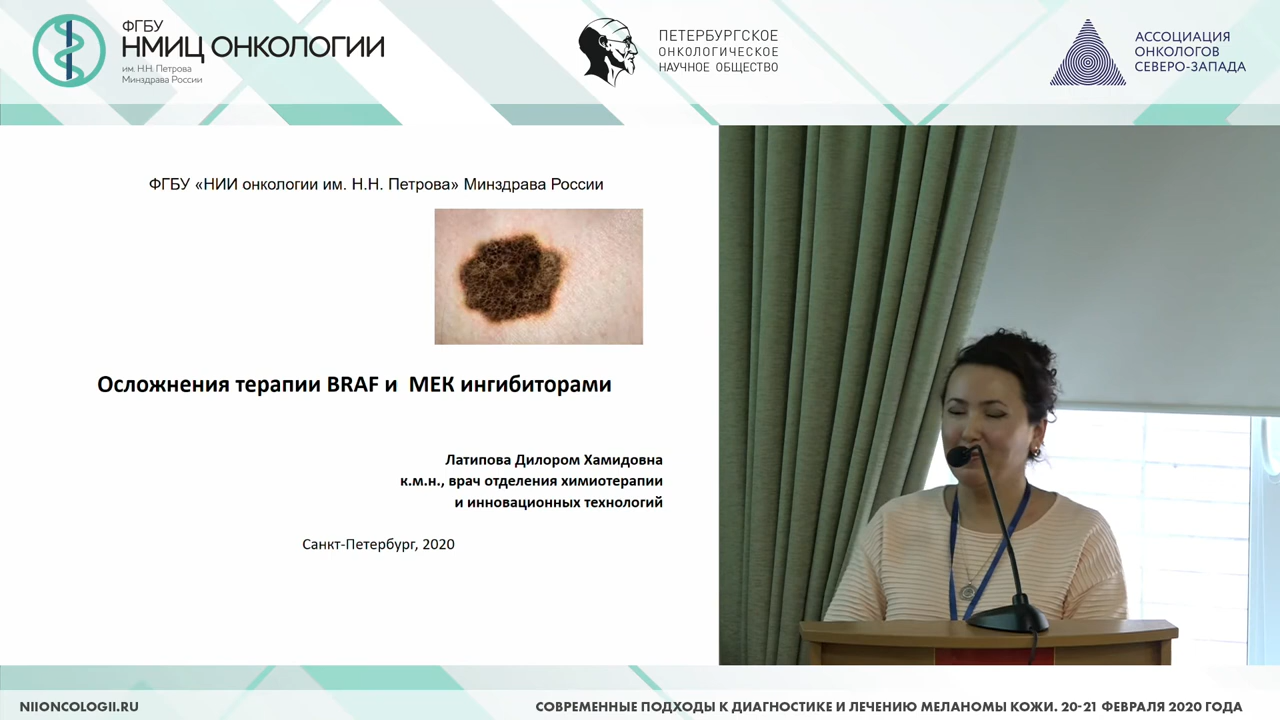 ФГБУ
НМИЦ ОНКОЛОГИИ
им. Н.Н. Петрова
Минздрава России
ПЕТЕРБУРГСКОЕ
ОНКОЛОГИЧЕСКОЕ
НАУЧНОЕ ОБЩЕСТВО
АССОЦИАЦИЯ
ОНКОЛОГОВ
СЕВЕРО-ЗАПАДА
ФГБУ «НИИ онкологии им. Н.Н. Петрова» Минздрава России
Осложнения терапии BRAF и МЕК ингибиторами
Латипова Дилором Хамидовна
к.м.н., врач отделения химиотерапии
и инновационных технологий
Санкт-Петербург, 2020
NIIONCOLOGII.RU
СОВРЕМЕННЫЕ ПОДХОДЫ К ДИАГНОСТИКЕ И ЛЕЧЕНИЮ МЕЛАНОМЫ КОЖИ. 20-21 ФЕВРАЛЯ 2020 ГОДА